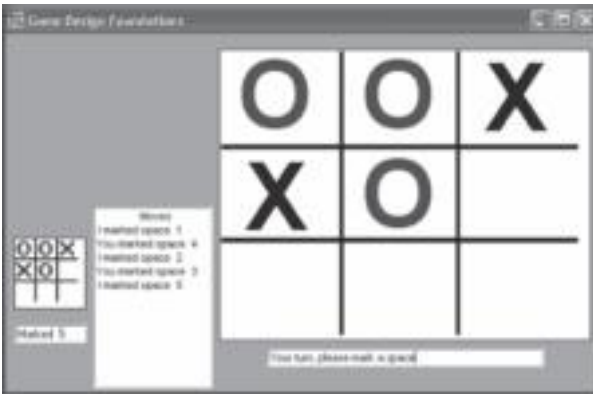 Game Design Foundations
O O X
X O
Moves
I marked space 1
You marked space 4
I marked space 2
You marked space 3
I marked space 5
O O X
X O
Marked 5
Your turn, please mark a space